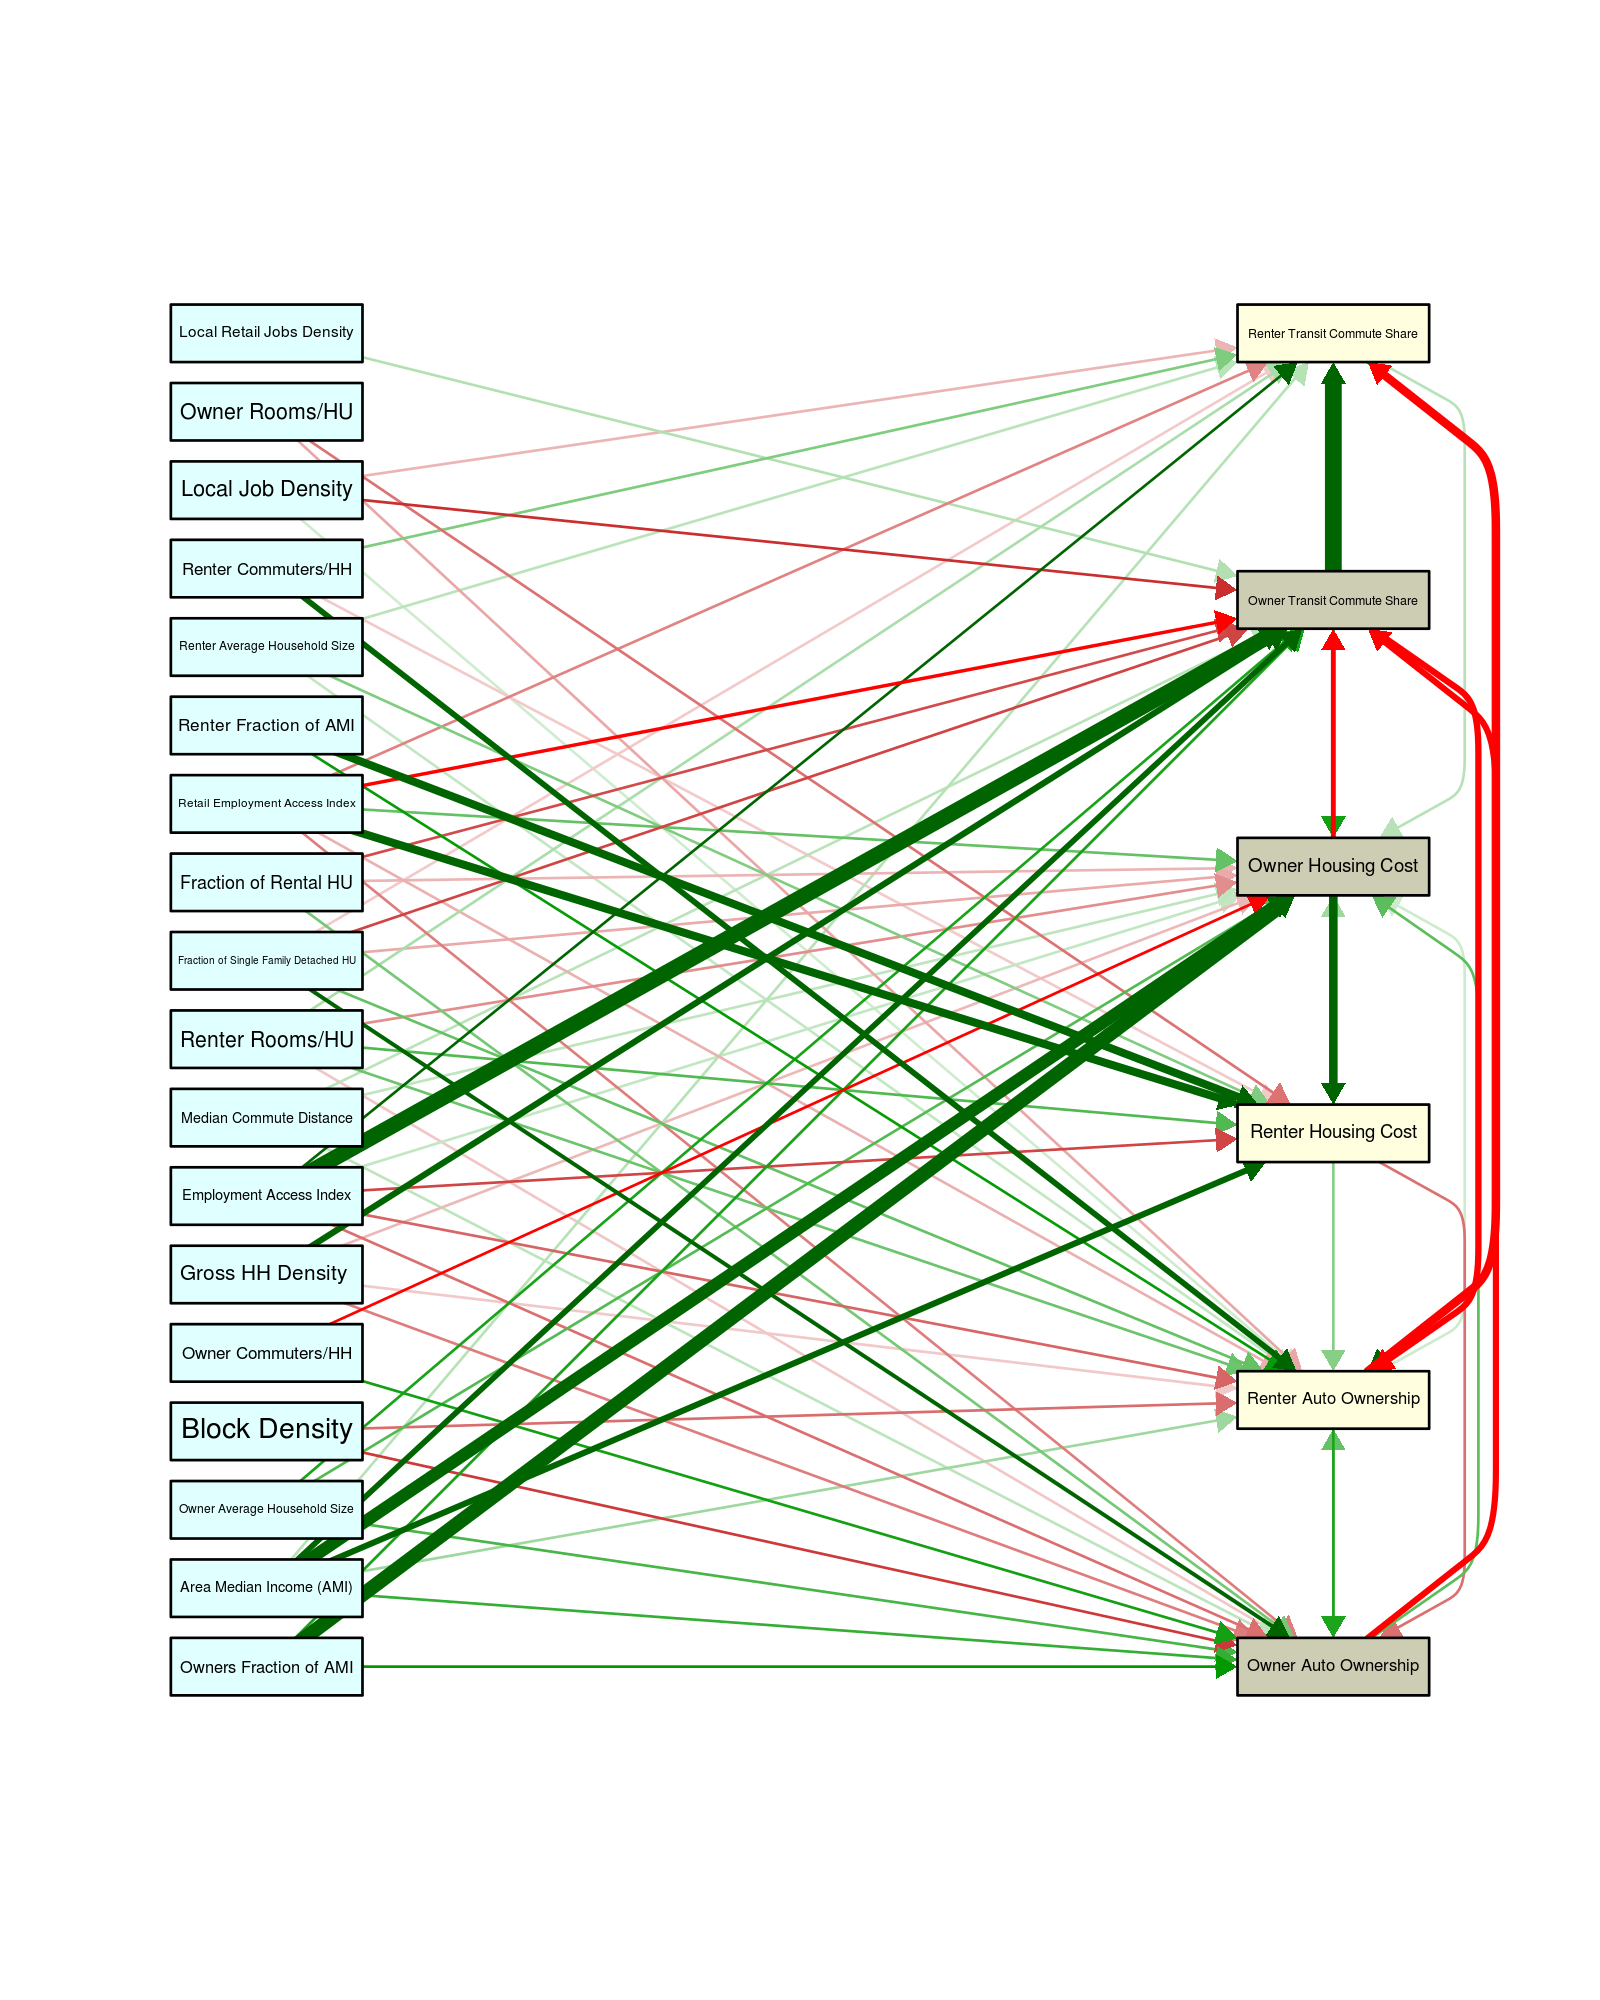 Local Retail Jobs Density
Owner Rooms/HU
Local Job Density
Renter Commuters/HH
Renter Average Household Size
Renter Fraction of AMI
Retail Employment Access Index
Fraction of Rental HU
Fraction of Single Family Detached HU
Renter Rooms/HU
Median Commute Distance
Employment Access Index
Gross HH Density
Owner Commuters/HH
Block Density
Owner Average Household Size
Area Median Income (AMI)
Owners Fraction of AMI
Renter Transit Commute Share
Owner Transit Commute Share
Owner Housing Cost
Renter Housing Cost
Renter Auto Ownership
Owner Auto Ownership